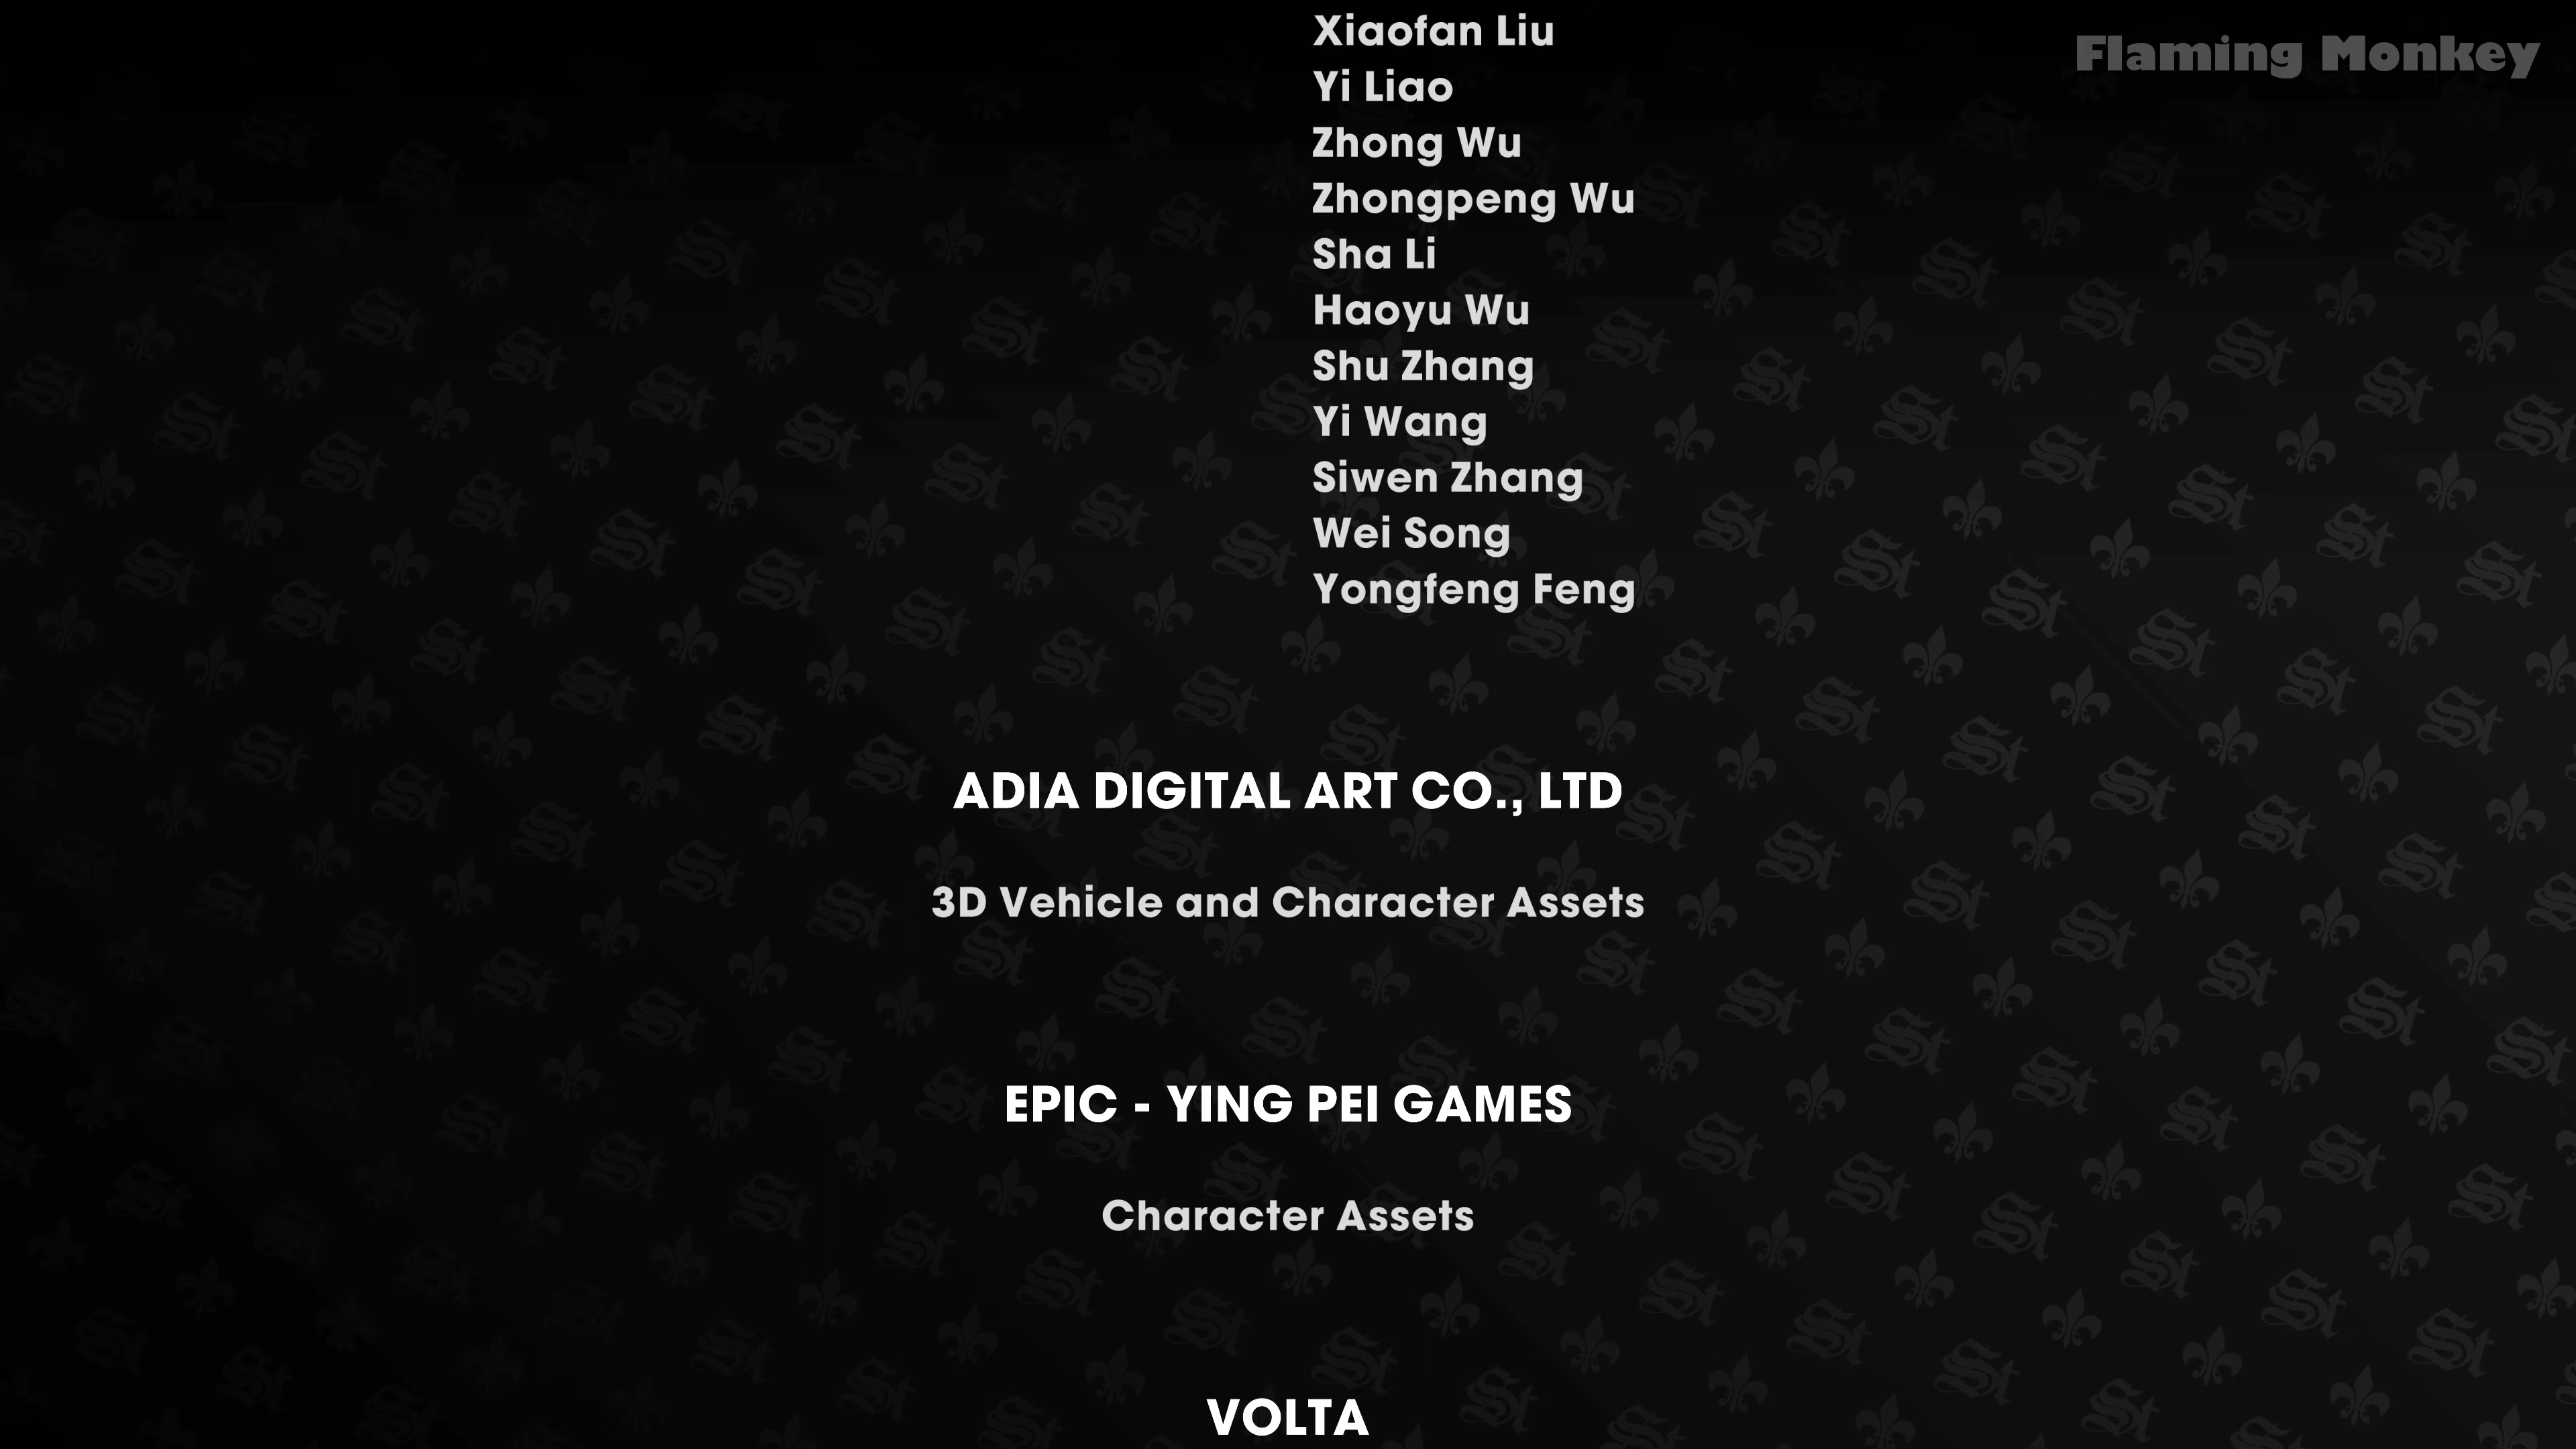 Xiaofan Liu
Flaming Monkey
Yi Liao
Zhong Wu
Zhongpeng Wu
Sha Li
Haoyu Wu
Shu Zhang
Yi Wang
Siwen Zhang
Wei Song
Yongfeng Feng
ADIA DIGITAL ART CO., LTD
3D Vehicle and Character Assets
EPIC - YING PEI GAMES
Character Assets
VOLTA